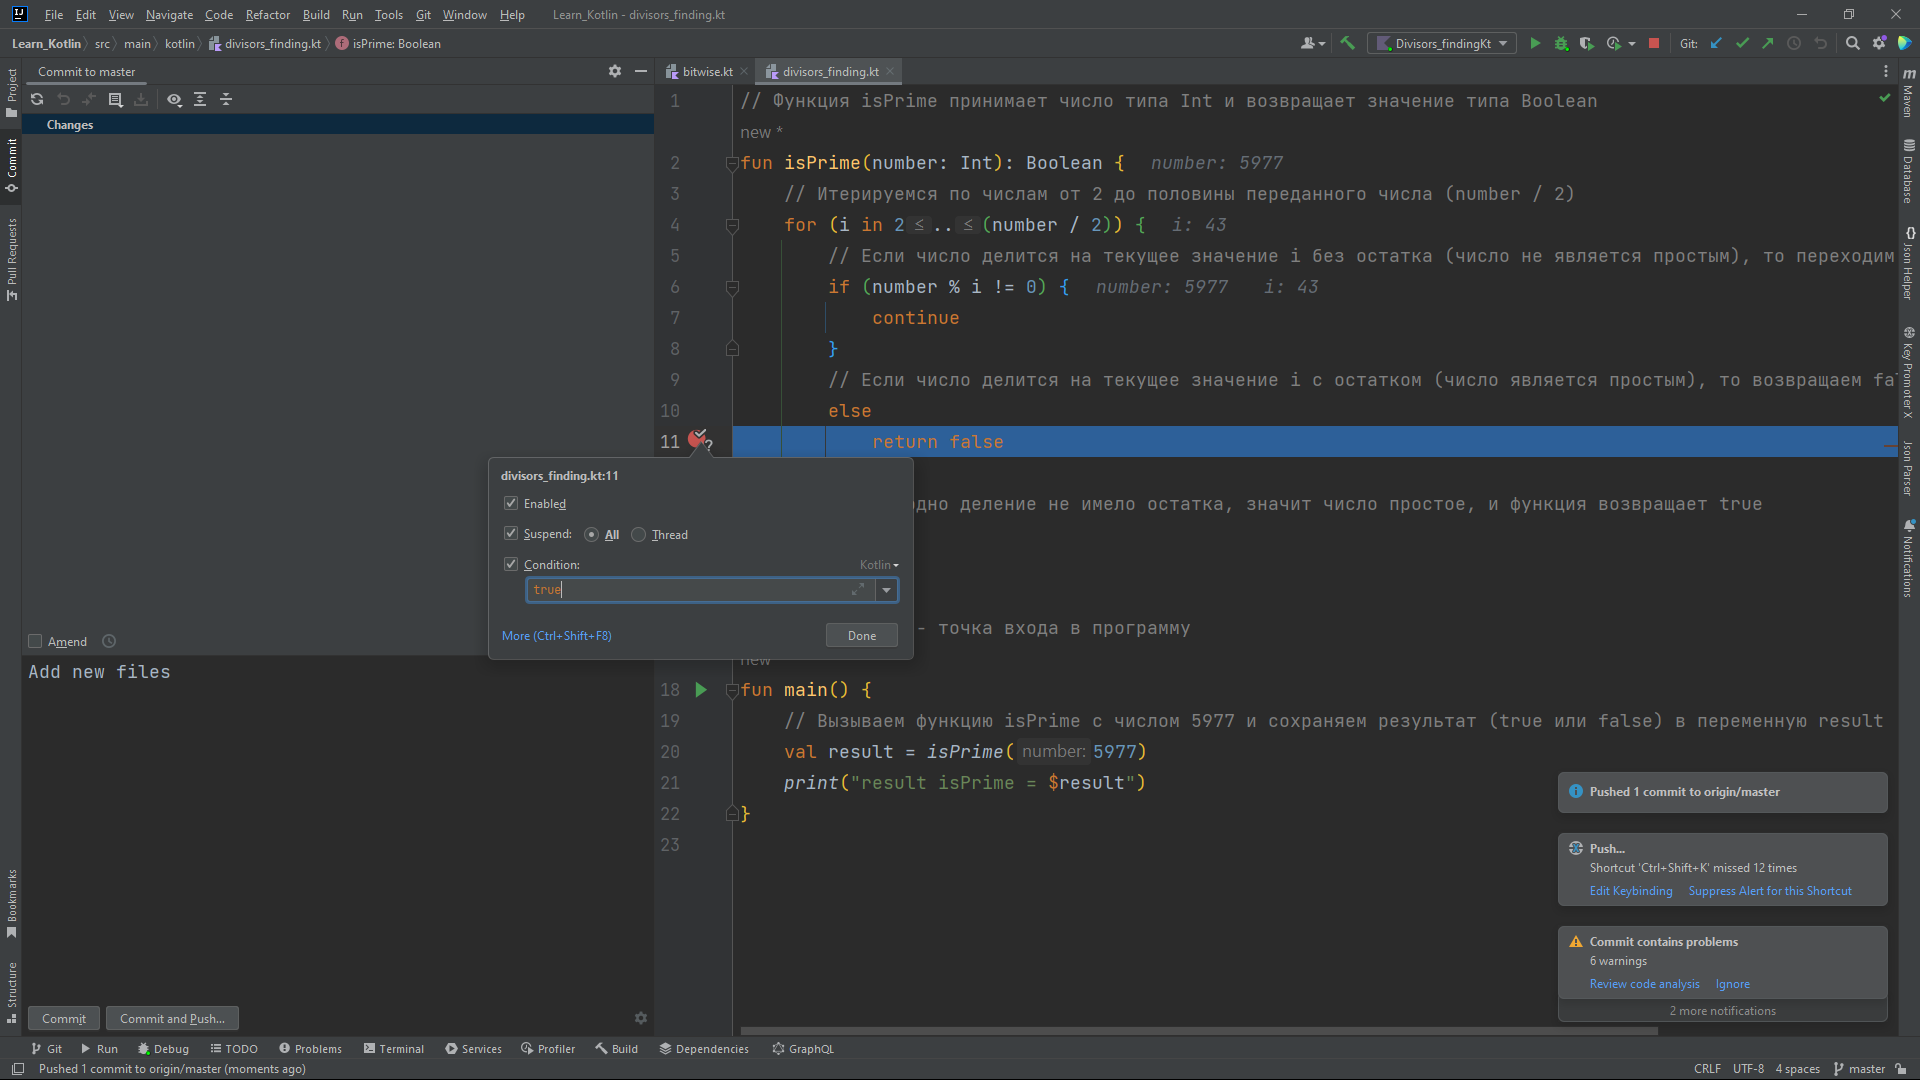 File Edit View Navigate Code Refactor Build Run Tools Git Window Help Learn_Kotlin - divisors_finding.kt
Learn_Kotlin src main kotlin divisors_finding.kt isPrime: Boolean Divisors_findingKt Git:
Commit to master
Changes
Amend
Add new files
Commit Commit and Push...
Project
Commit
Pull Requests
Bookmarks
Structure
bitwise.kt divisors_finding.kt
1 // Функция isPrime принимает число типа Int и возвращает значение типа Boolean
new *
2 fun isPrime(number: Int): Boolean { number: 5977
3 // Итерируемся по числам от 2 до половины переданного числа (number / 2)
4 for (i in 2 ≤ .. ≤ (number / 2)) { i: 43
5 // Если число делится на текущее значение i без остатка (число не является простым), то переходим
6 if (number % i != 0) { number: 5977 i: 43
7 continue
8 }
9 // Если число делится на текущее значение i с остатком (число является простым), то возвращаем fa
10 else
11 return false
divisors_finding.kt:11
Enabled
Suspend: All Thread
Condition: Kotlin
true
More (Ctrl+Shift+F8) Done
одно деление не имело остатка, значит число простое, и функция возвращает true
- точка входа в программу
new
18 fun main() {
19 // Вызываем функцию isPrime с числом 5977 и сохраняем результат (true или false) в переменную result
20 val result = isPrime( number: 5977)
21 print("result isPrime = $result")
22 }
23
Pushed 1 commit to origin/master
Push...
Shortcut 'Ctrl+Shift+K' missed 12 times
Edit Keybinding Suppress Alert for this Shortcut
Commit contains problems
6 warnings
Review code analysis Ignore
2 more notifications
m
Maven
Database
{}
Json Helper
Key Promoter X
Json Parser
Notifications
Git Run Debug TODO Problems Terminal Services Profiler Build Dependencies GraphQL
Pushed 1 commit to origin/master (moments ago) CRLF UTF-8 4 spaces master